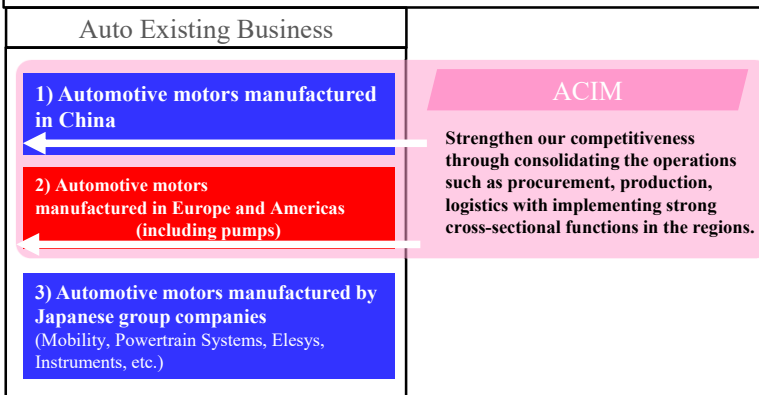 Auto Existing Business
1) Automotive motors manufactured
in China
2) Automotive motors
manufactured in Europe and Americas
(including pumps)
3) Automotive motors manufactured by
Japanese group companies
(Mobility, Powertrain Systems, Elesys,
Instruments, etc.)
ACIM
Strengthen our competitiveness
through consolidating the operations
such as procurement, production,
logistics with implementing strong
cross-sectional functions in the regions.